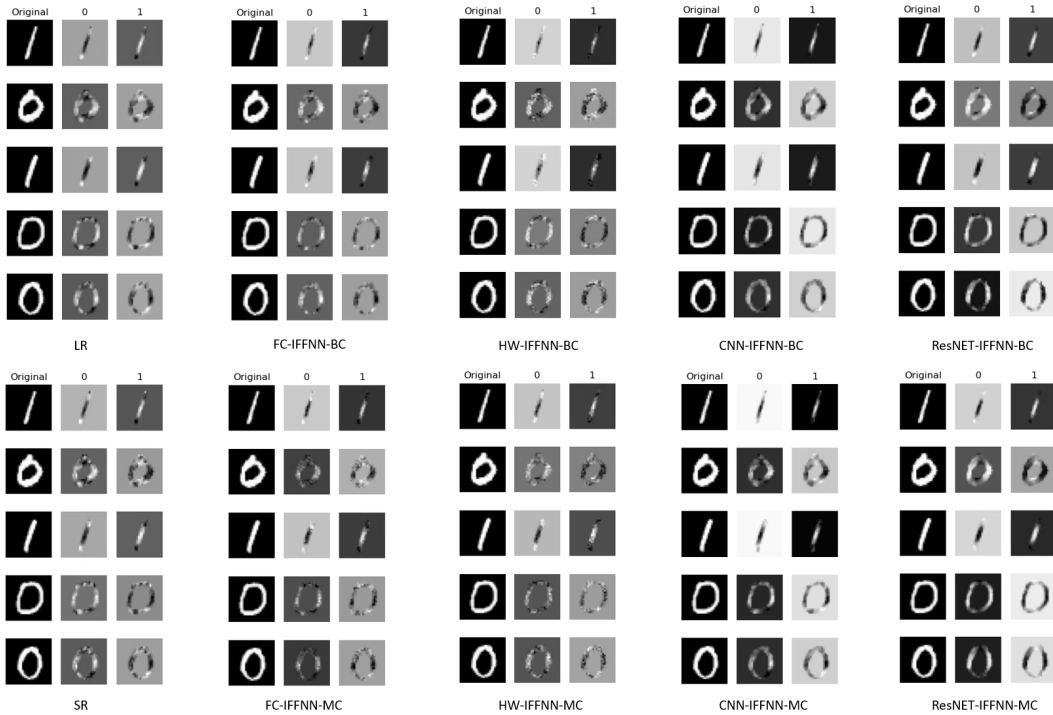 Original 0 1 Original 0 1 Original 0 1 Original 0 1 Original 0 1
LR FC-IFFNN-BC HW-IFFNN-BC CNN-IFFNN-BC ResNET-IFFNN-BC
Original 0 1 Original 0 1 Original 0 1 Original 0 1 Original 0 1
SR FC-IFFNN-MC HW-IFFNN-MC CNN-IFFNN-MC ResNET-IFFNN-MC